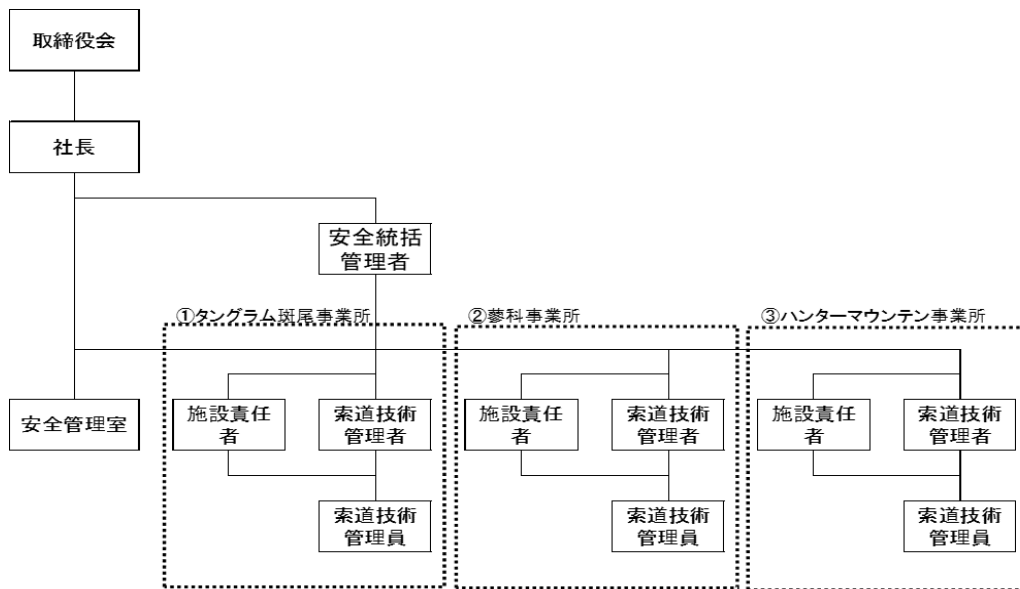 取締役会
社長
安全統括
管理者
①タングラム斑尾事業所
②蓼科事業所
③ハンターマウンテン事業所
安全管理室
施設責任
者
索道技術
管理者
施設責任
者
索道技術
管理者
施設責任
者
索道技術
管理者
索道技術
管理員
索道技術
管理員
索道技術
管理員